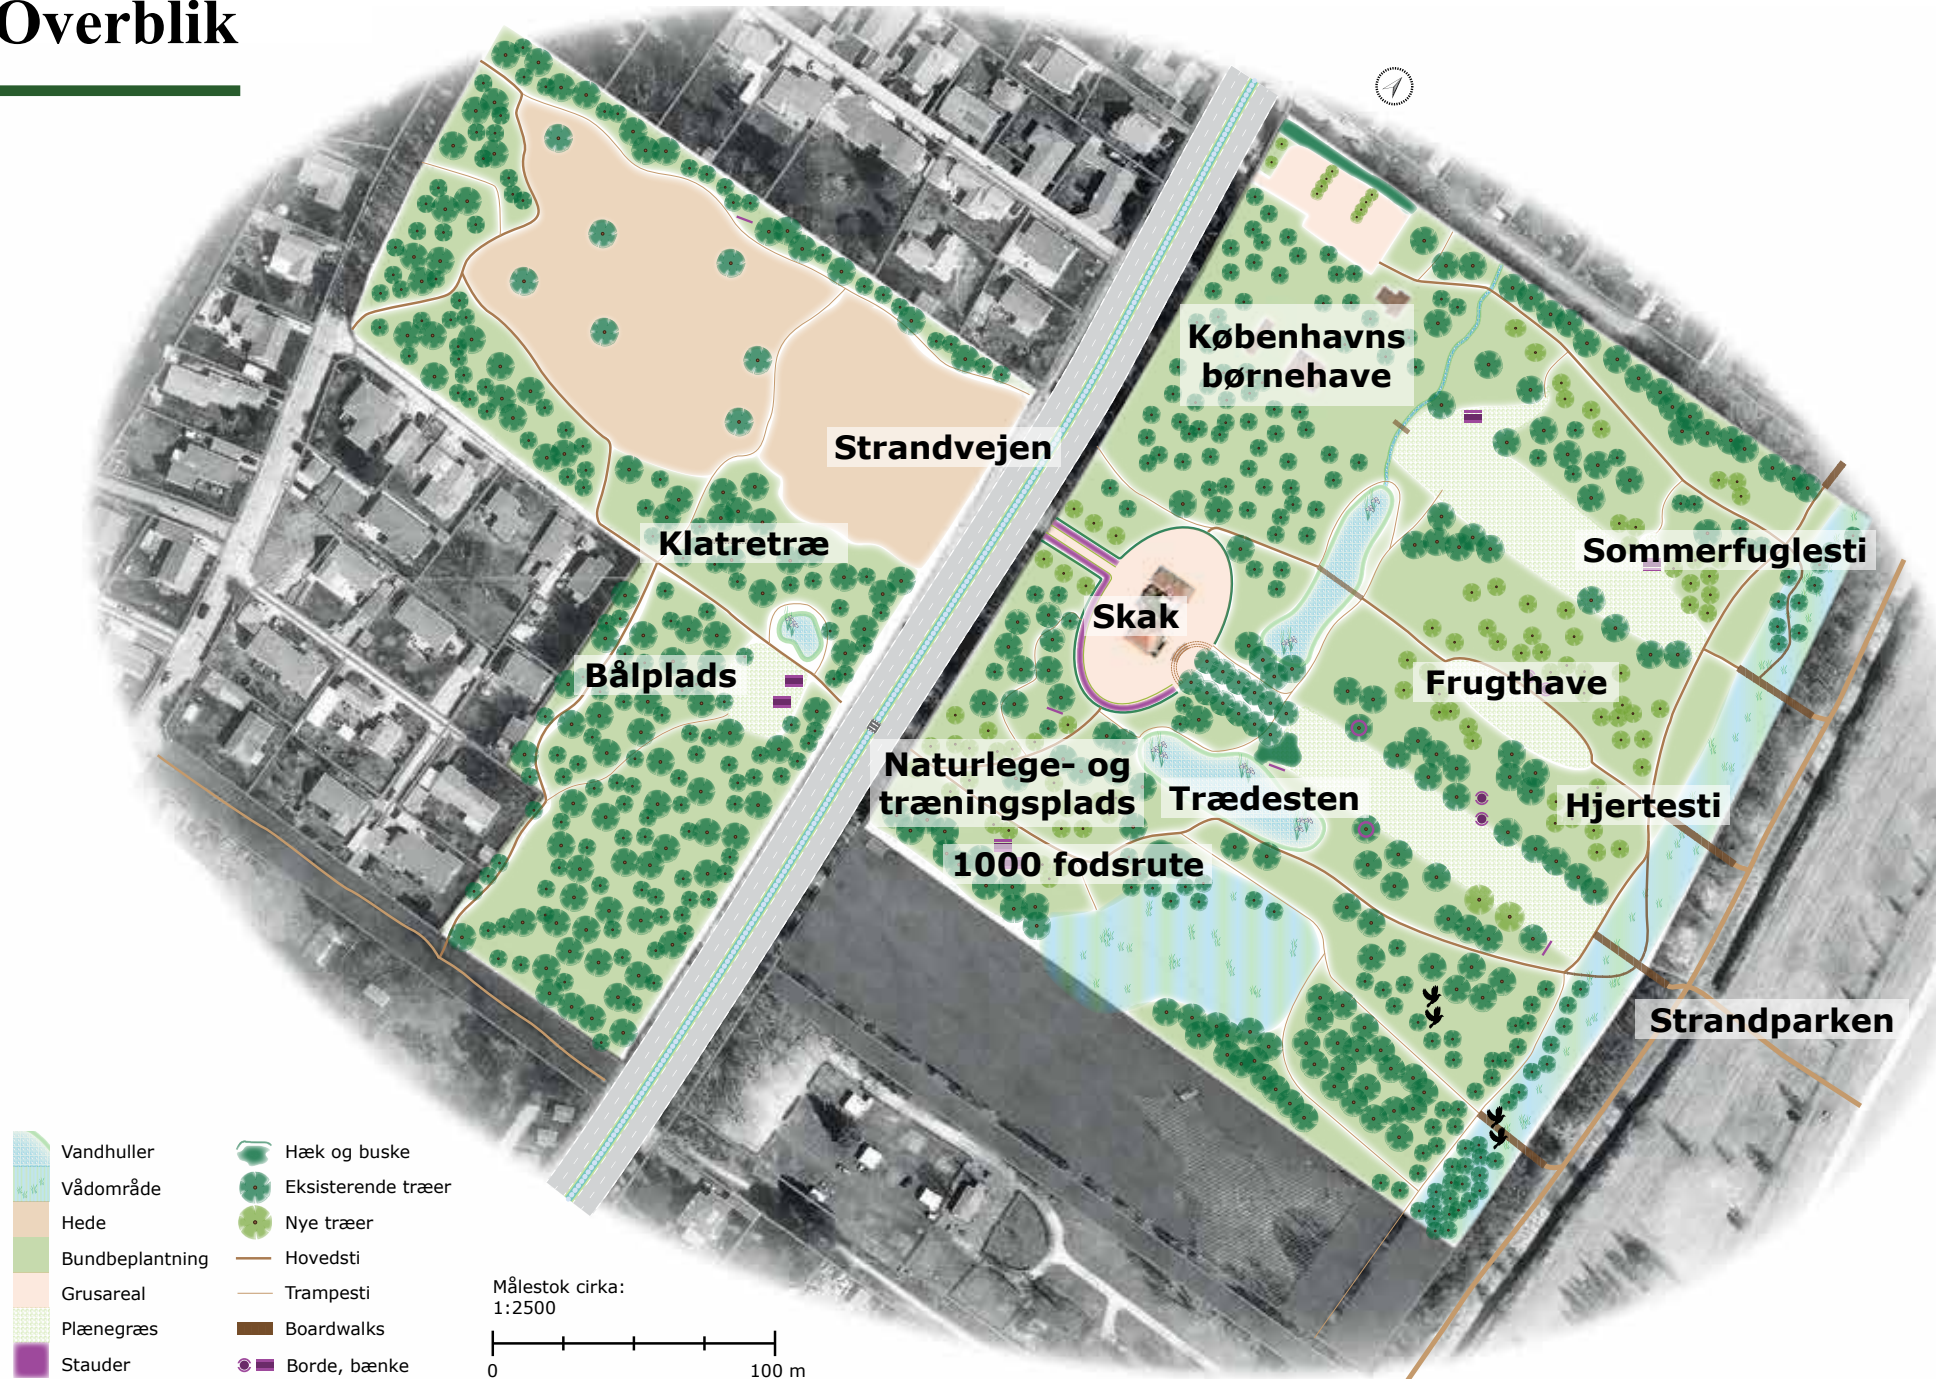 Overblik
Københavns
børnehave
Strandvejen
Klatretræ
Sommerfuglesti
Skak
Bålplads
Frugthave
Naturlege- og
træningsplads
Trædesten
Hjertesti
1000 fodsrute
Strandparken
Vandhuller
Vådområde
Hede
Bundbeplantning
Grusareal
Plænegræs
Stauder
Hæk og buske
Eksisterende træer
Nye træer
Hovedsti
Trampesti
Boardwalks
Borde, bænke
Målestok cirka:
1:2500
0 100 m